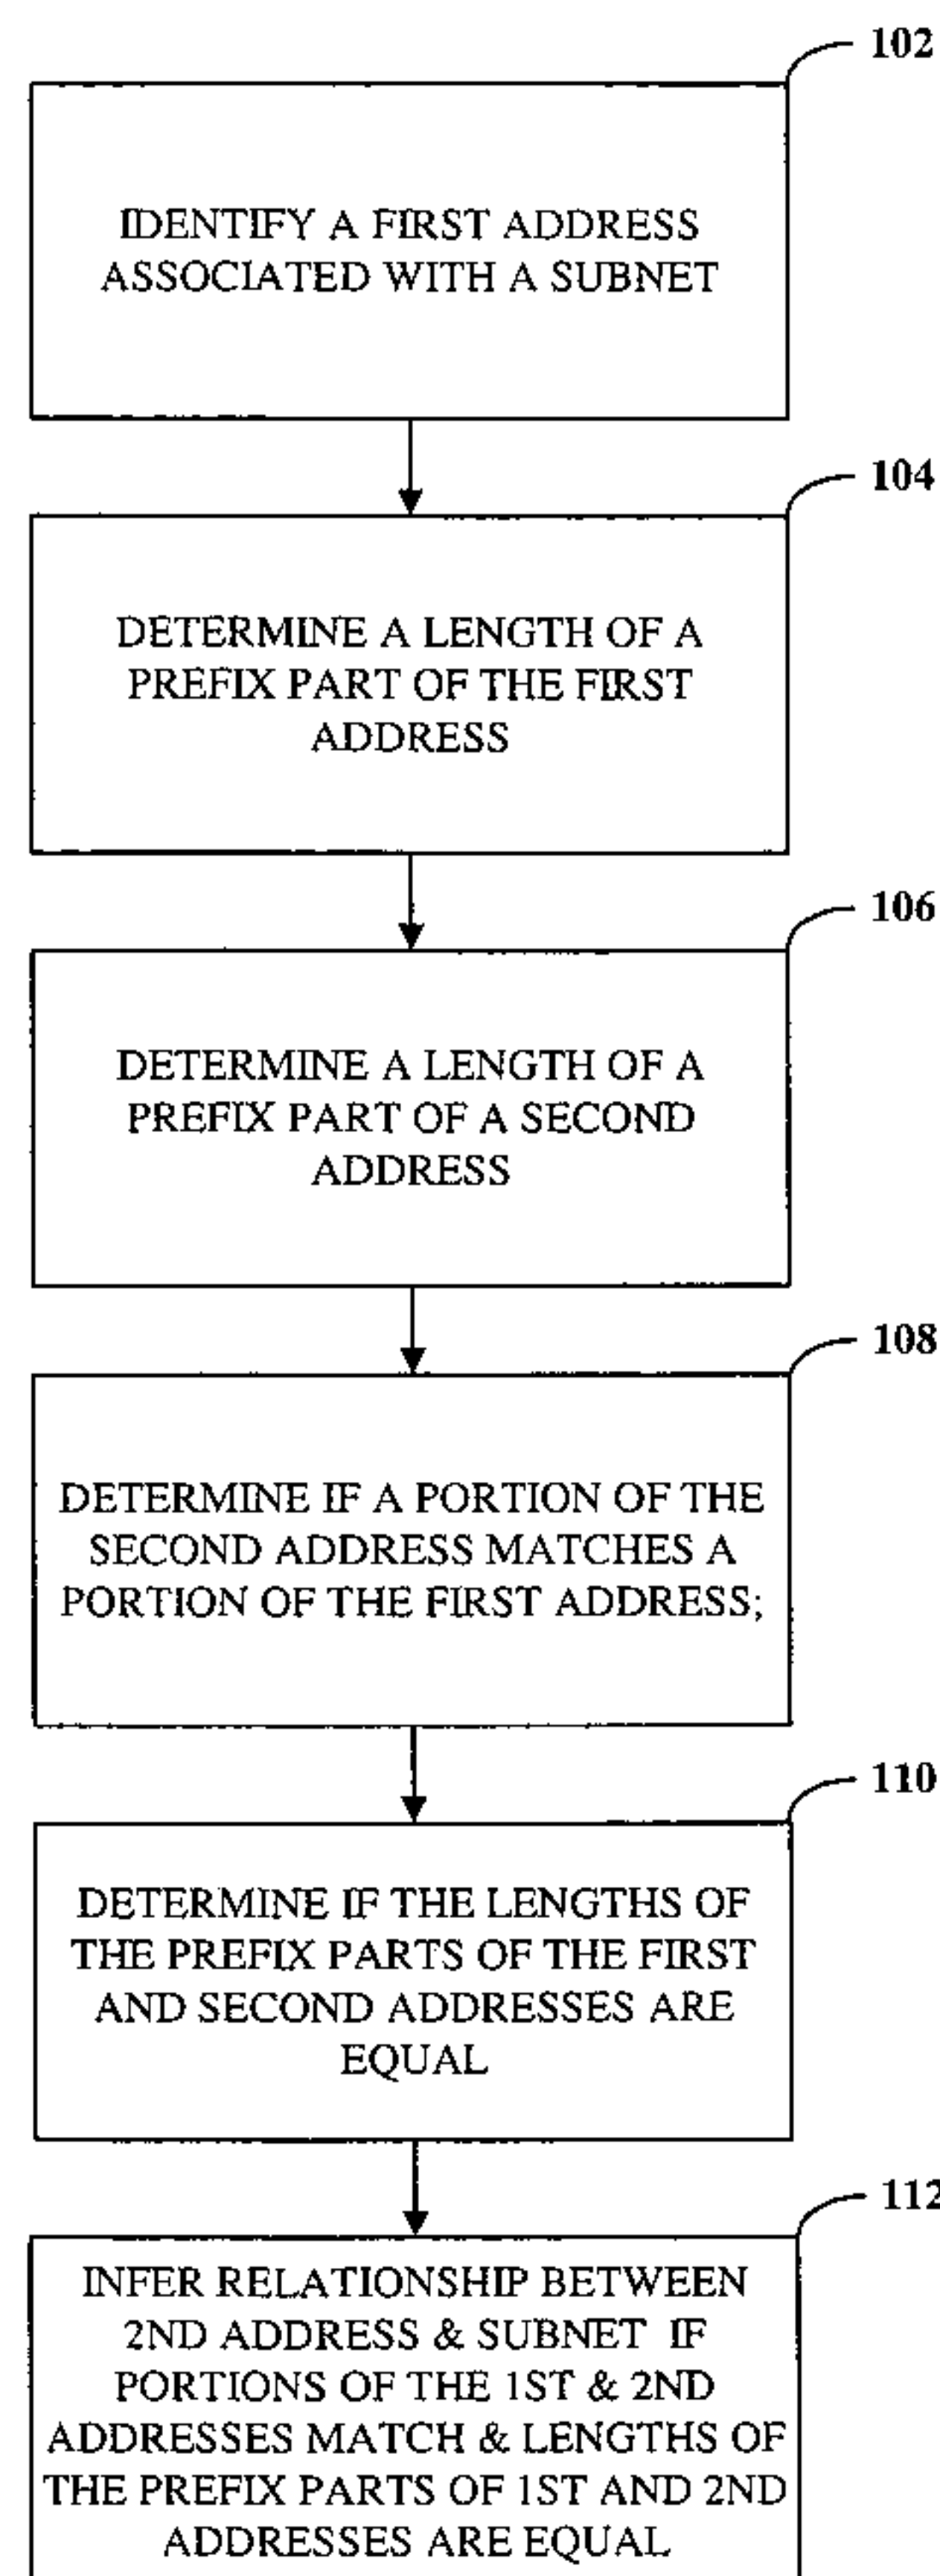 102
IDENTIFY A FIRST ADDRESS
ASSOCIATED WITH A SUBNET
104
DETERMINE A LENGTH OF A
PREFIX PART OF THE FIRST
ADDRESS
106
DETERMINE A LENGTH OF A
PREFIX PART OF A SECOND
ADDRESS
108
DETERMINE IF A PORTION OF THE
SECOND ADDRESS MATCHES A
PORTION OF THE FIRST ADDRESS;
110
DETERMINE IF THE LENGTHS OF
THE PREFIX PARTS OF THE FIRST
AND SECOND ADDRESSES ARE
EQUAL
112
INFER RELATIONSHIP BETWEEN
2ND ADDRESS & SUBNET IF
PORTIONS OF THE 1ST & 2ND
ADDRESSES MATCH & LENGTHS OF
THE PREFIX PARTS OF 1ST AND 2ND
ADDRESSES ARE EQUAL